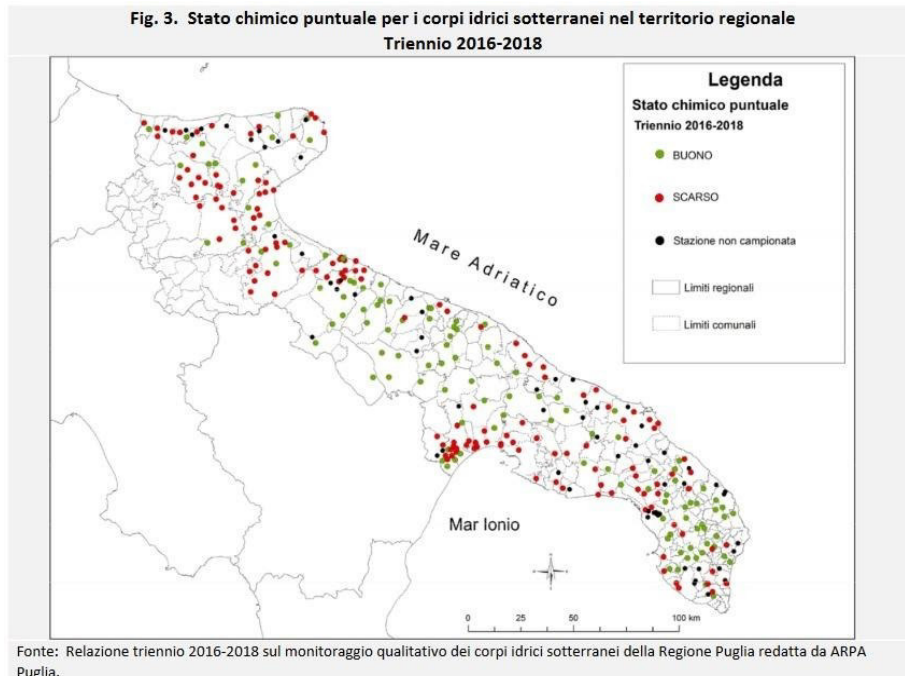 Fig. 3. Stato chimico puntuale per i corpi idrici sotterranei nel territorio regionale
Triennio 2016-2018
Legenda
Stato chimico puntuale
Triennio 2016-2018
BUONO
SCARSO
Stazione non campionata
Limiti regionali
Limiti comunali
Mare Adriatico
Mar Ionio
0 25 50 100 km
Fonte: Relazione triennio 2016-2018 sul monitoraggio qualitativo dei corpi idrici sotterranei della Regione Puglia redatta da ARPA
Puglia.